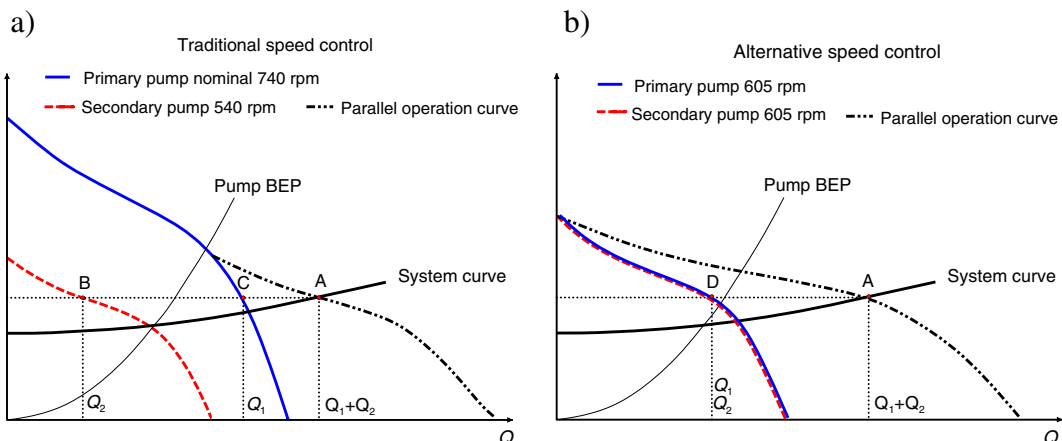 a)
Traditional speed control
Primary pump nominal 740 rpm
Secondary pump 540 rpm
Parallel operation curve
Pump BEP
B
C
A
System curve
Q2
Q1
Q1+Q2
Q
b)
Alternative speed control
Primary pump 605 rpm
Secondary pump 605 rpm
Parallel operation curve
Pump BEP
D
A
System curve
Q1
Q2
Q1+Q2
Q